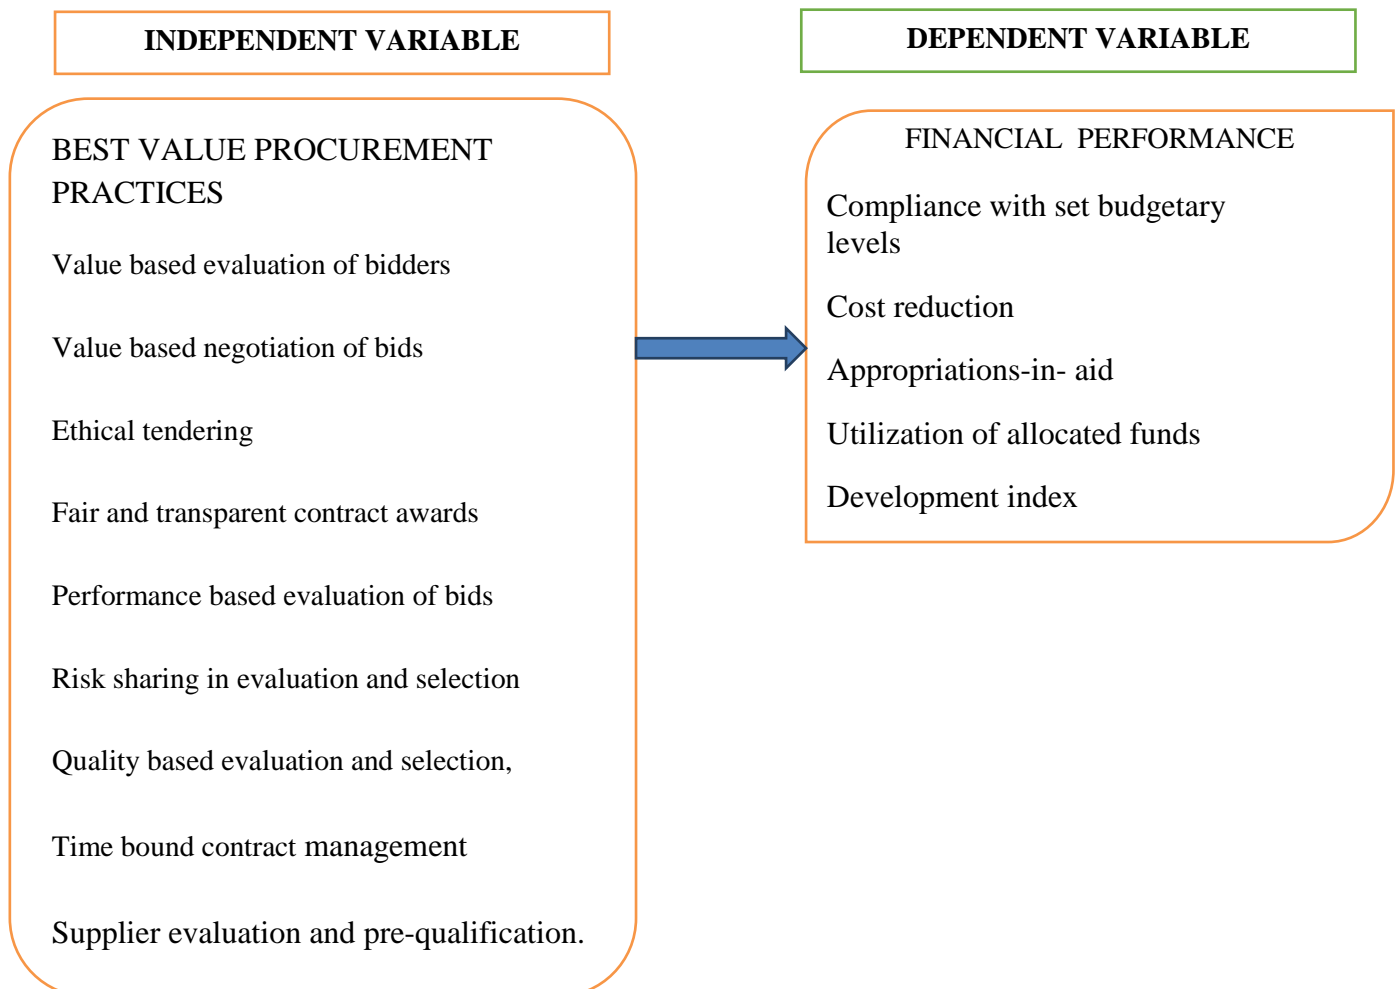 INDEPENDENT VARIABLE
BEST VALUE PROCUREMENT
PRACTICES
Value based evaluation of bidders
Value based negotiation of bids
Ethical tendering
Fair and transparent contract awards
Performance based evaluation of bids
Risk sharing in evaluation and selection
Quality based evaluation and selection,
Time bound contract management
Supplier evaluation and pre-qualification.
DEPENDENT VARIABLE
FINANCIAL PERFORMANCE
Compliance with set budgetary
levels
Cost reduction
Appropriations-in- aid
Utilization of allocated funds
Development index